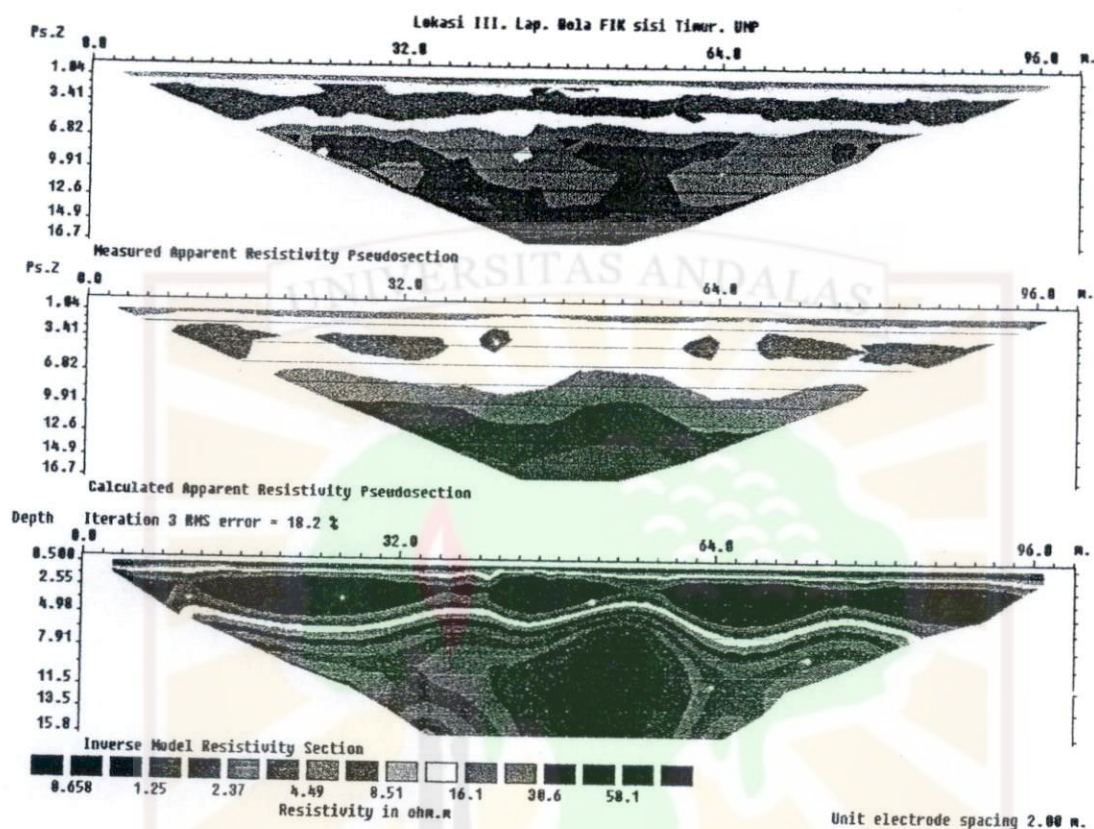 Lokasi III. Lap. Bola FIK sisi Timur. UNP
Ps.Z
0.0 32.0 64.0 96.0 m.
1.04
3.41
6.82
9.91
12.6
14.9
16.7
Measured Apparent Resistivity Pseudosection
UNIVERSITAS ANDALAS
Ps.Z
0.0 32.0 64.0 96.0 m.
1.04
3.41
6.82
9.91
12.6
14.9
16.7
Calculated Apparent Resistivity Pseudosection
Depth Iteration 3 RMS error = 18.2 %
0.0 32.0 64.0 96.0 m.
0.500
2.55
4.98
7.91
11.5
13.5
15.8
Inverse Model Resistivity Section
0.658 1.25 2.37 4.49 8.51 16.1 30.6 58.1
Resistivity in ohm.m
Unit electrode spacing 2.00 m.